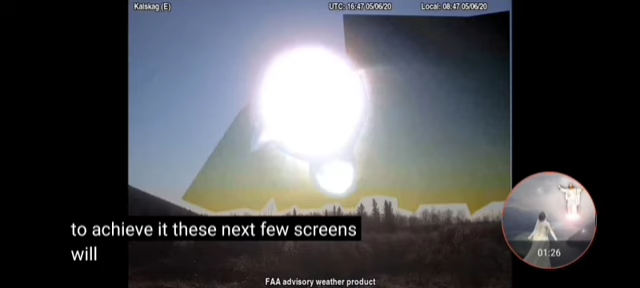 Kalskag (E) UTC: 16:47 05/06/20 Local: 08:47 05/06/20
to achieve it these next few screens
will
01:26
FAA advisory weather product